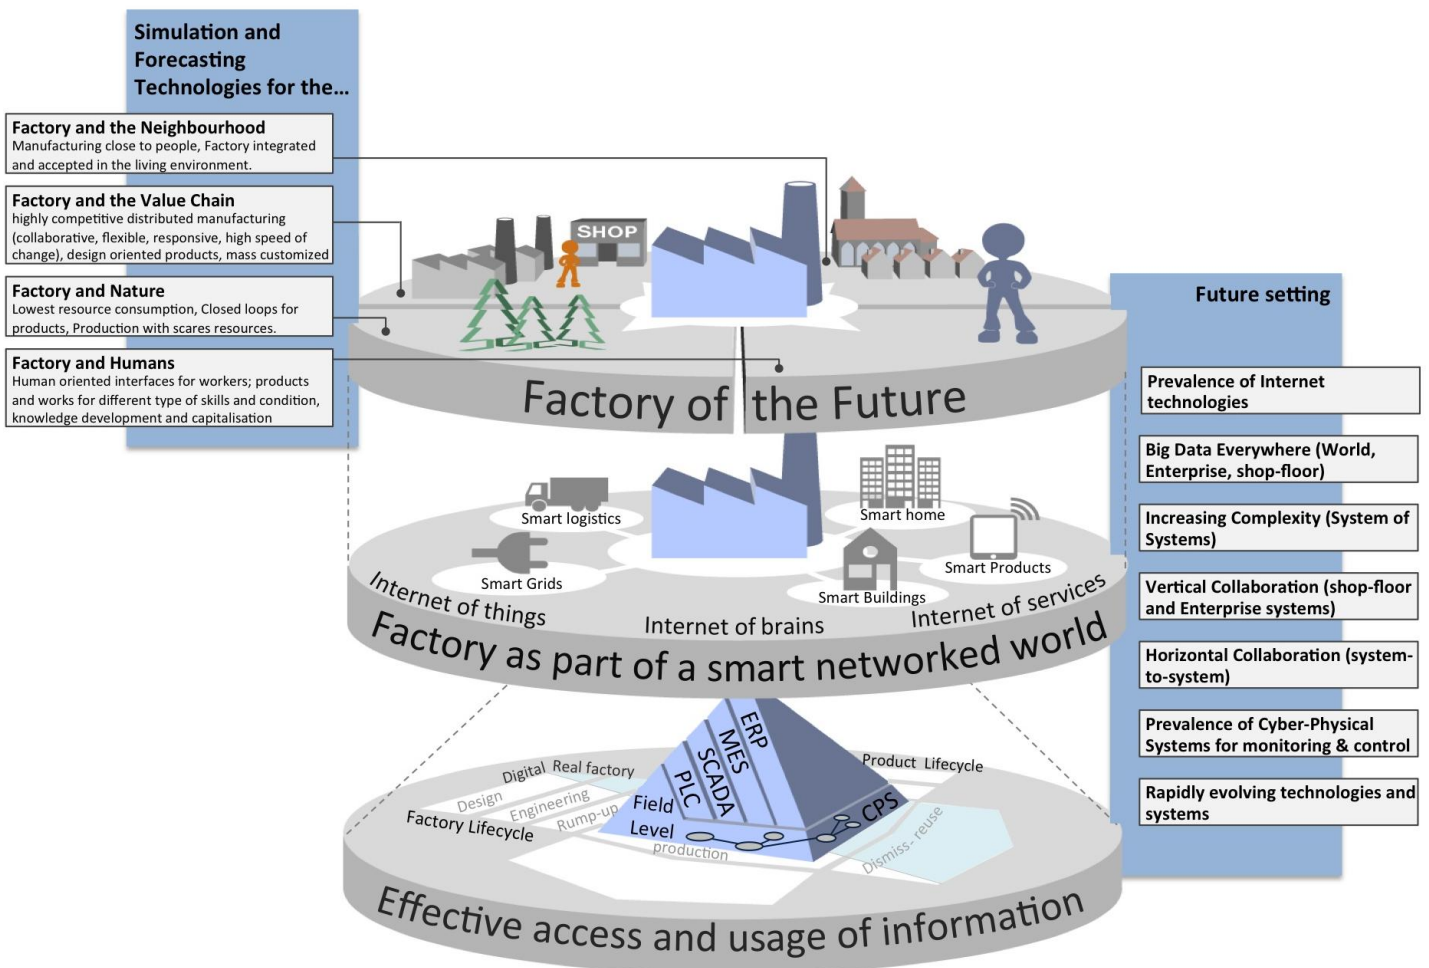 Simulation and
Forecasting
Technologies for the...
Factory and the Neighbourhood
Manufacturing close to people, Factory integrated
and accepted in the living environment.
Factory and the Value Chain
highly competitive distributed manufacturing
(collaborative, flexible, responsive, high speed of
change), design oriented products, mass customized
Factory and Nature
Lowest resource consumption, Closed loops for
products, Production with scares resources.
Factory and Humans
Human oriented interfaces for workers; products
and works for different type of skills and condition,
knowledge development and capitalisation
SHOP
Factory of the Future
Smart logistics
Smart home
Smart Grids
Smart Products
Smart Buildings
Internet of things
Internet of brains
Internet of services
Factory as part of a smart networked world
ERP
MES
SCADA
PLC
Field
Level
CPS
Digital Real factory
Design
Engineering
Rump-up
Factory Lifecycle
production
Product Lifecycle
Dismiss- reuse
Effective access and usage of information
Future setting
Prevalence of Internet
technologies
Big Data Everywhere (World,
Enterprise, shop-floor)
Increasing Complexity (System of
Systems)
Vertical Collaboration (shop-floor
and Enterprise systems)
Horizontal Collaboration (system-
to-system)
Prevalence of Cyber-Physical
Systems for monitoring & control
Rapidly evolving technologies and
systems